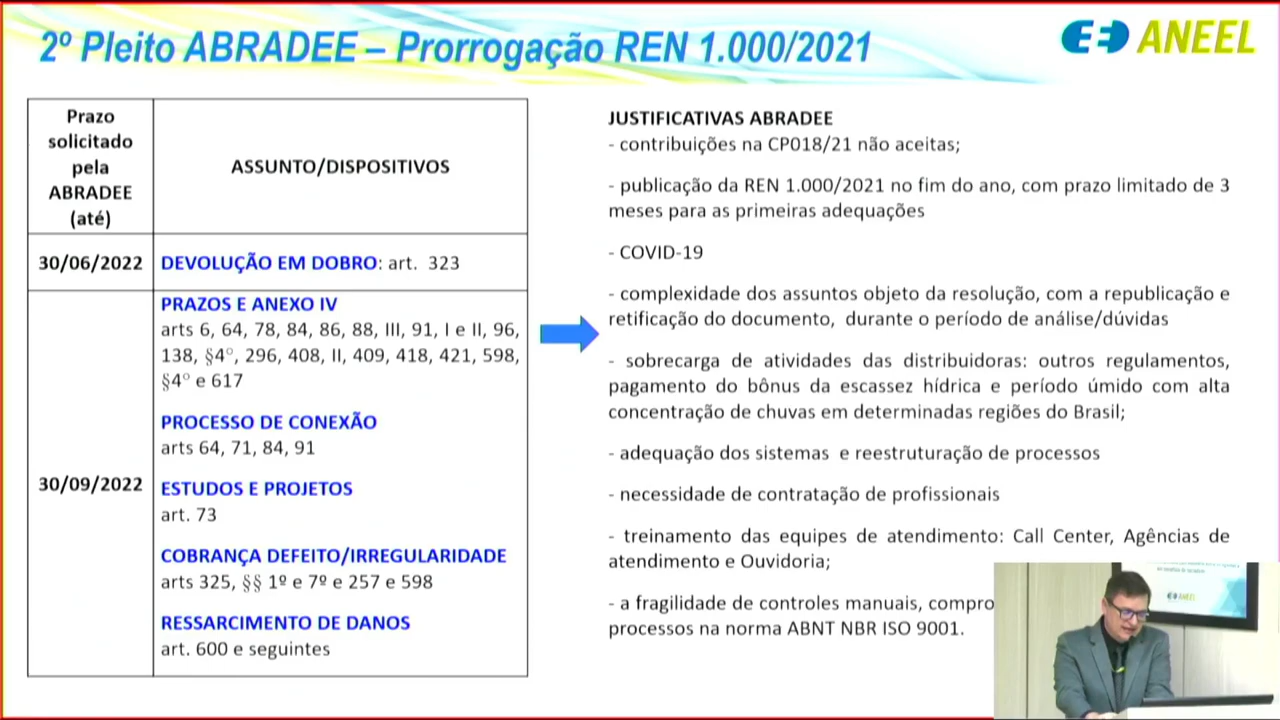 2º Pleito ABRADEE – Prorrogação REN 1.000/2021
ANEEL
Prazo
solicitado
pela
ABRADEE
(até)
ASSUNTO/DISPOSITIVOS
30/06/2022
DEVOLUÇÃO EM DOBRO: art. 323
30/09/2022
PRAZOS E ANEXO IV
arts 6, 64, 78, 84, 86, 88, III, 91, I e II, 96,
138, §4°, 296, 408, II, 409, 418, 421, 598,
§4° e 617
PROCESSO DE CONEXÃO
arts 64, 71, 84, 91
ESTUDOS E PROJETOS
art. 73
COBRANÇA DEFEITO/IRREGULARIDADE
arts 325, §§ 1º e 7º e 257 e 598
RESSARCIMENTO DE DANOS
art. 600 e seguintes
JUSTIFICATIVAS ABRADEE
- contribuições na CP018/21 não aceitas;
- publicação da REN 1.000/2021 no fim do ano, com prazo limitado de 3
meses para as primeiras adequações
- COVID-19
- complexidade dos assuntos objeto da resolução, com a republicação e
retificação do documento, durante o período de análise/dúvidas
- sobrecarga de atividades das distribuidoras: outros regulamentos,
pagamento do bônus da escassez hídrica e período úmido com alta
concentração de chuvas em determinadas regiões do Brasil;
- adequação dos sistemas e reestruturação de processos
- necessidade de contratação de profissionais
- treinamento das equipes de atendimento: Call Center, Agências de
atendimento e Ouvidoria;
- a fragilidade de controles manuais, compro
processos na norma ABNT NBR ISO 9001.
ANEEL